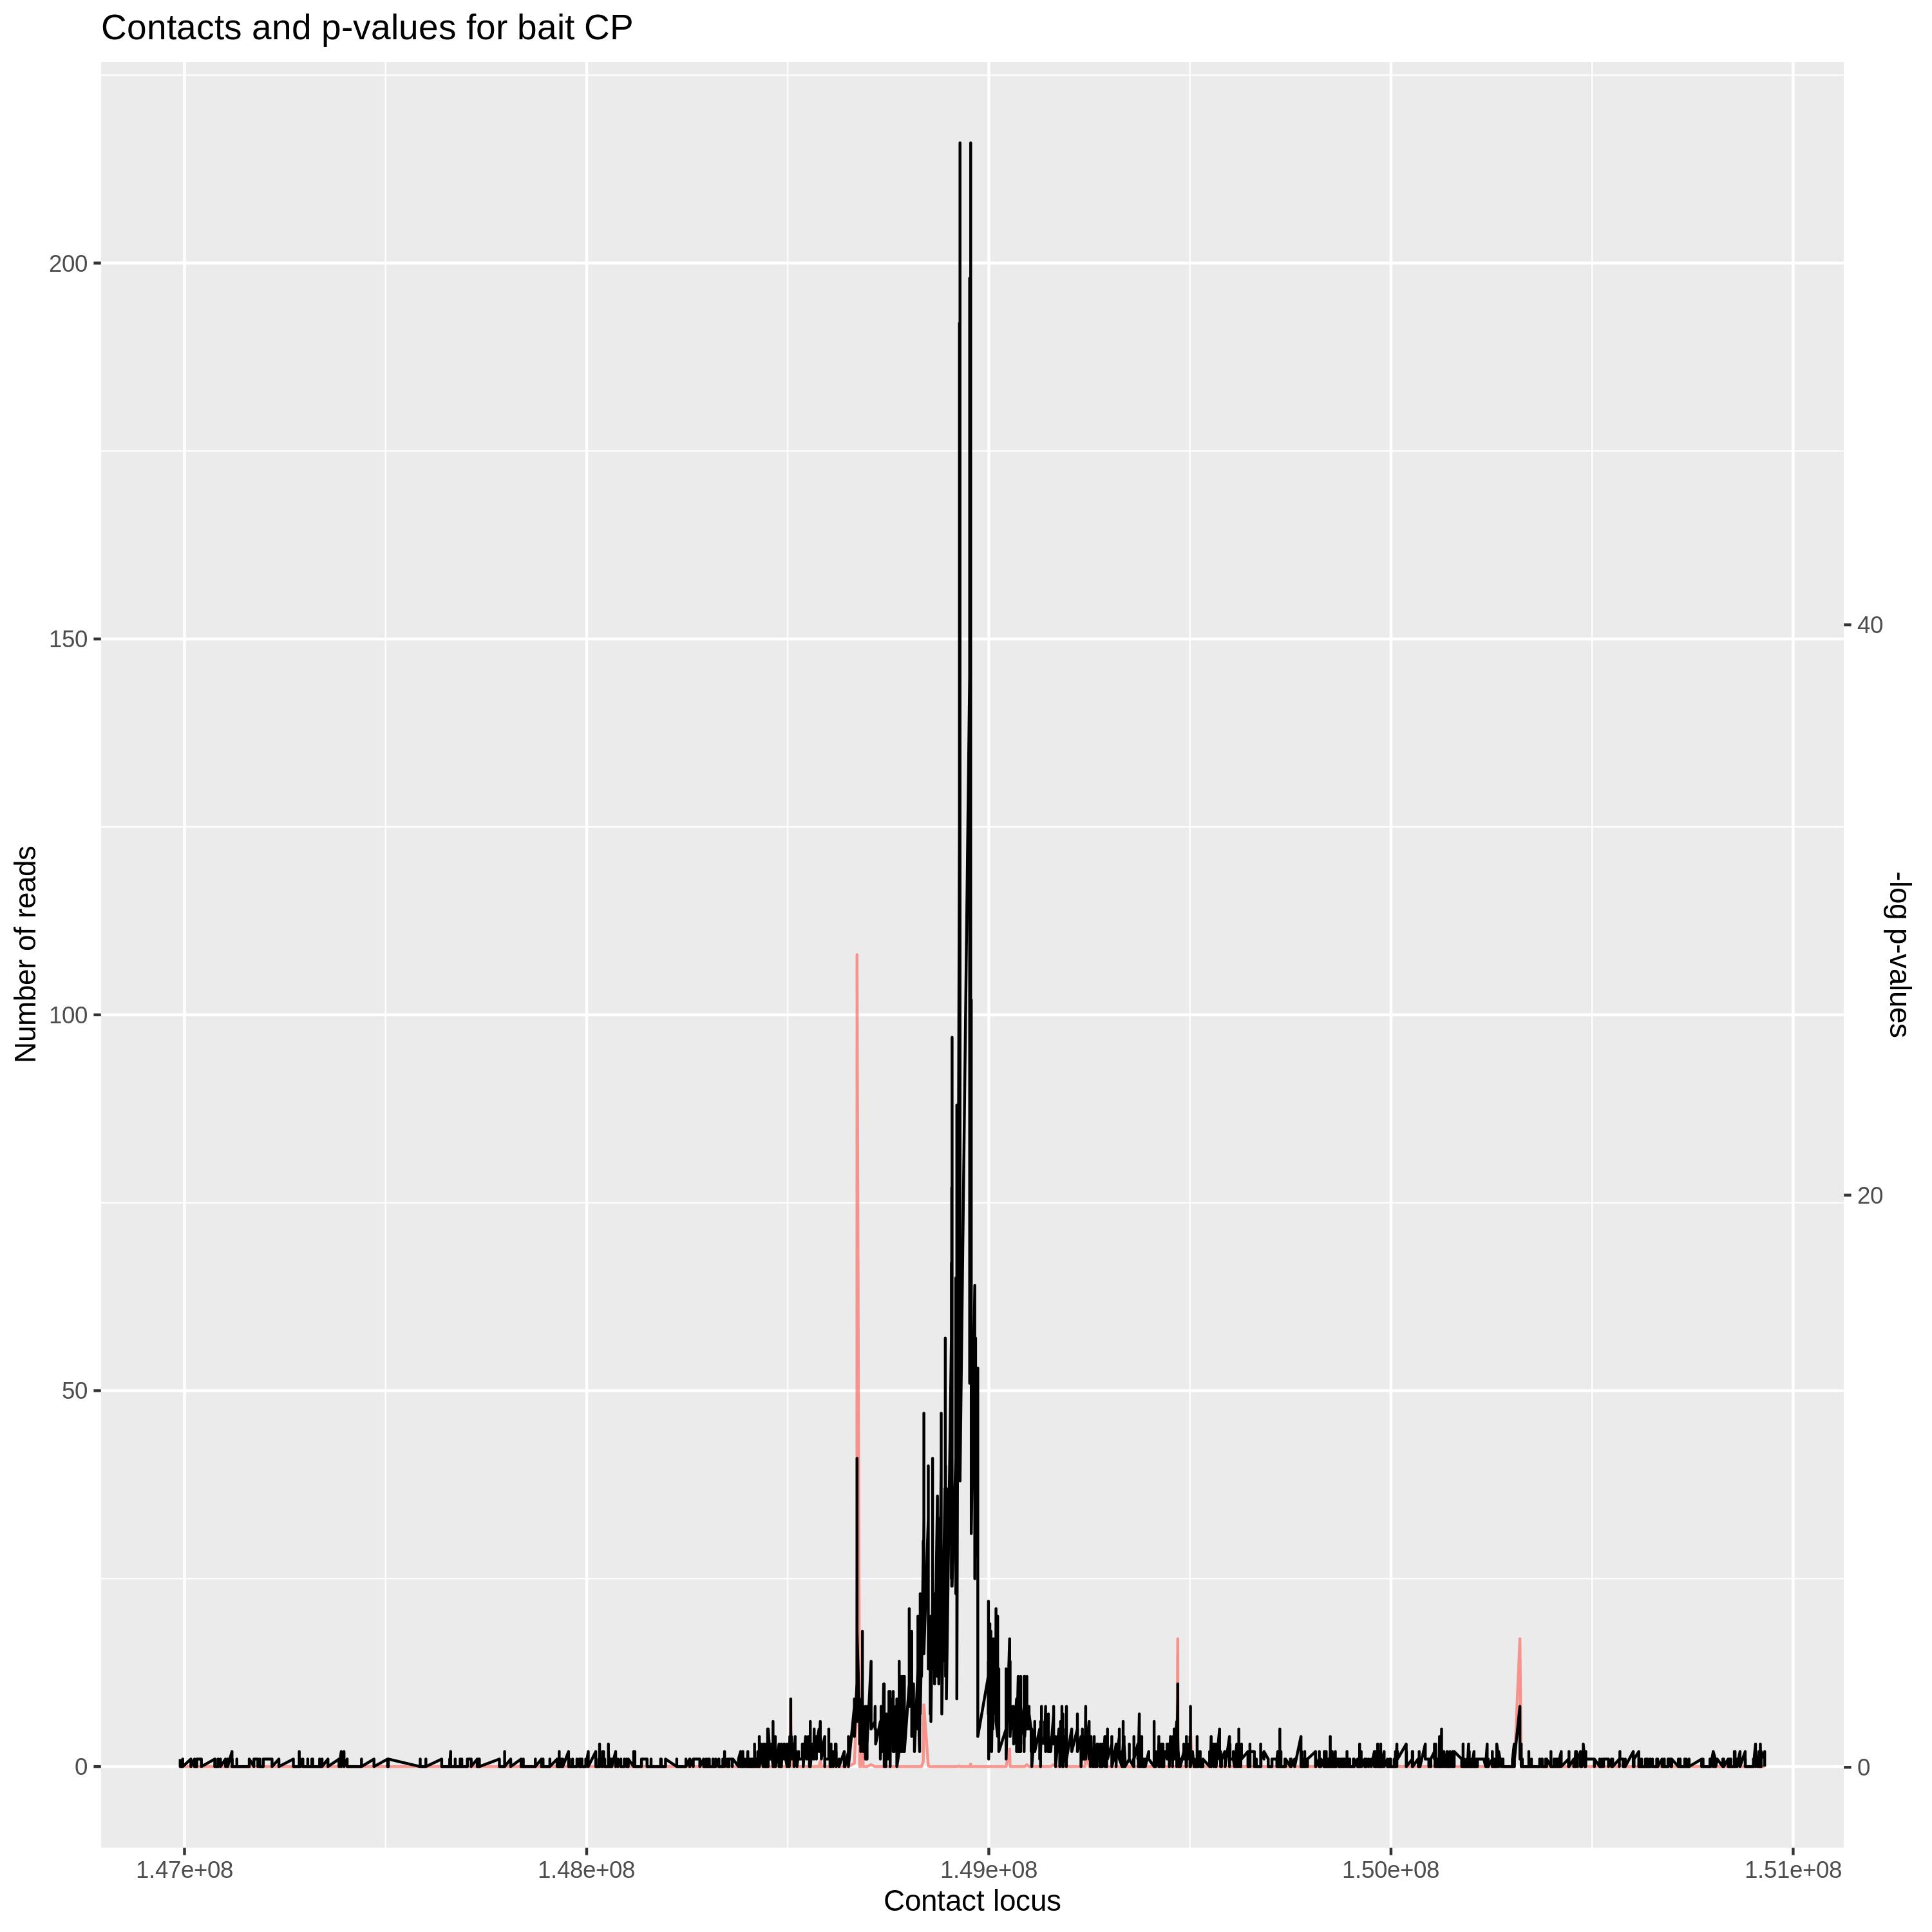 Contacts and p-values for bait CP
200
150
100
50
0
40
20
0
Number of reads
-log p-values
1.47e+08 1.48e+08 1.49e+08 1.50e+08 1.51e+08
Contact locus